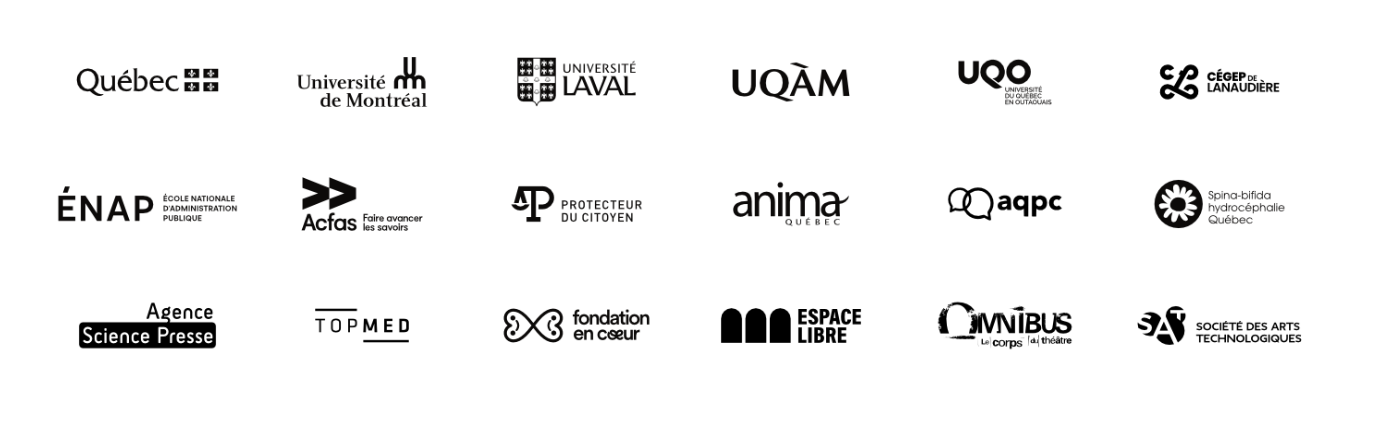 Québec
Université
de Montréal
UNIVERSITÉ
LAVAL
UQÀM
UQO
UNIVERSITÉ
DU QUÉBEC
EN OUTAOUAIS
CÉGEP DE
LANAUDIÈRE
ÉNAP
ÉCOLE NATIONALE
D'ADMINISTRATION
PUBLIQUE
Acfas
Faire avancer
les savoirs
PROTECTEUR
DU CITOYEN
anima
QUÉBEC
aqpc
Spina-bifida
hydrocéphalie
Québec
Agence
Science Presse
TOPMED
fondation
en cœur
ESPACE
LIBRE
OMNIBUS
Le corps du théâtre
SAT
SOCIÉTÉ DES ARTS
TECHNOLOGIQUES